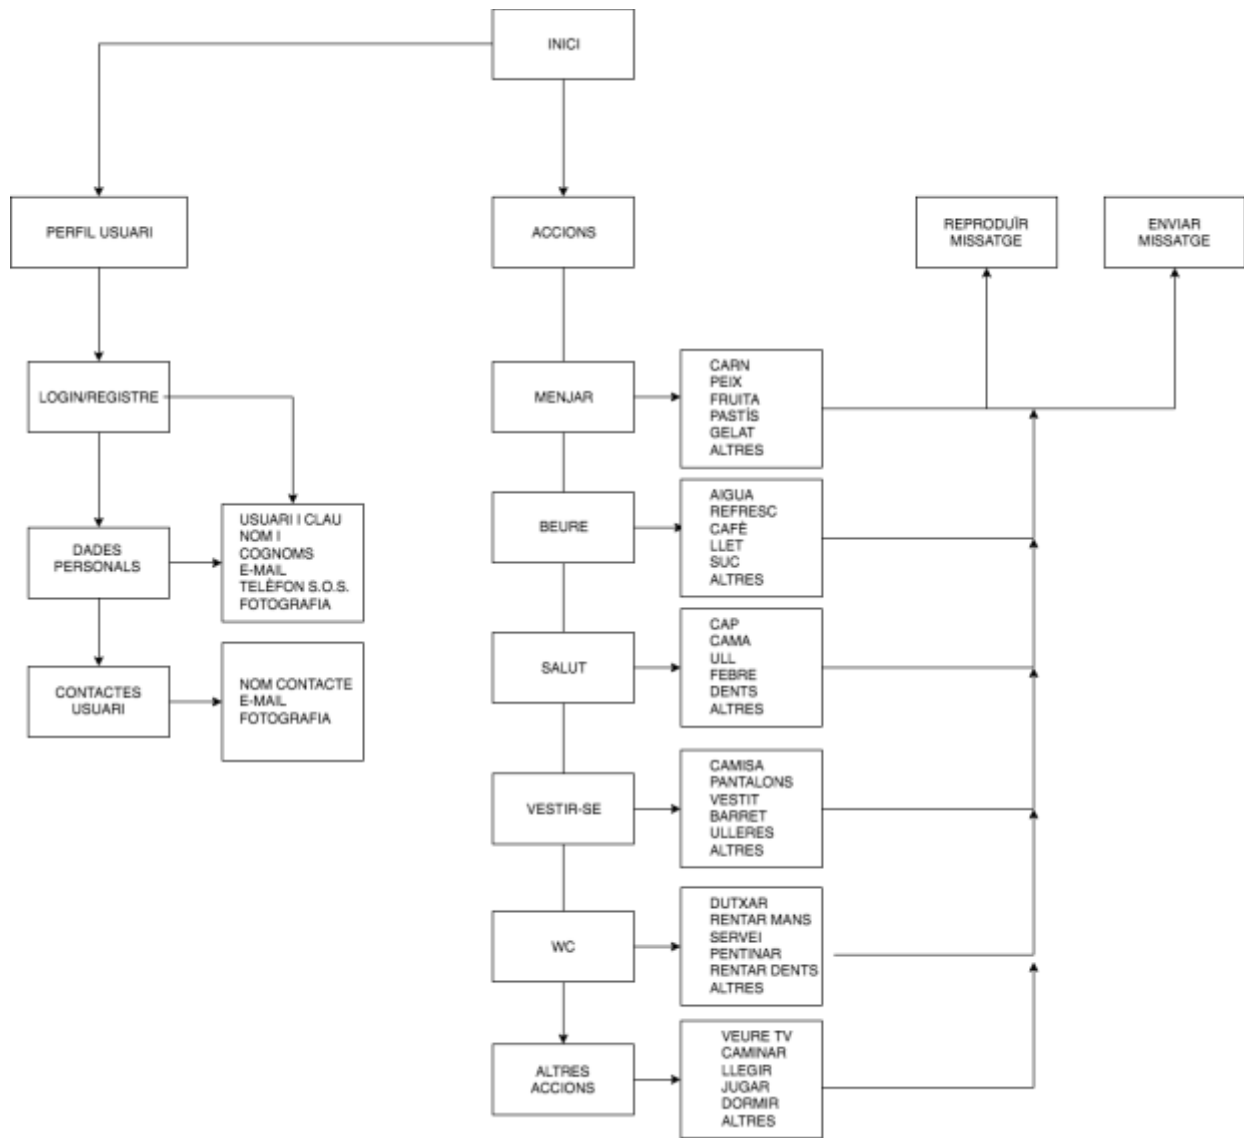 INICI
PERFIL USUARI
ACCIONS
REPRODUÏR
MISSATGE
ENVIAR
MISSATGE
LOGIN/REGISTRE
MENJAR
CARN
PEIX
FRUITA
PASTÍS
GELAT
ALTRES
DADES
PERSONALS
USUARI I CLAU
NOM I
COGNOMS
E-MAIL
TELÈFON S.O.S.
FOTOGRAFIA
BEURE
AIGUA
REFRESC
CAFÈ
LLET
SUC
ALTRES
CONTACTES
USUARI
NOM CONTACTE
E-MAIL
FOTOGRAFIA
SALUT
CAP
CAMA
ULL
FEBRE
DENTS
ALTRES
VESTIR-SE
CAMISA
PANTALONS
VESTIT
BARRET
ULLERES
ALTRES
WC
DUTXAR
RENTAR MANS
SERVEI
PENTINAR
RENTAR DENTS
ALTRES
ALTRES
ACCIONS
VEURE TV
CAMINAR
LLEGIR
JUGAR
DORMIR
ALTRES